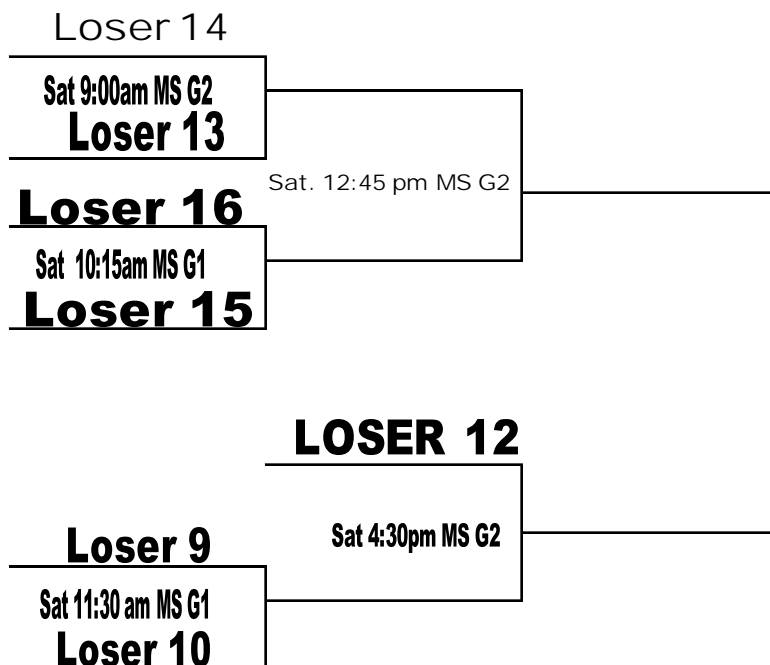 Loser 14
Sat 9:00am MS G2
Loser 13
Sat. 12:45 pm MS G2
Loser 16
Sat 10:15am MS G1
Loser 15
LOSER 12
Sat 4:30pm MS G2
Loser 9
Sat 11:30 am MS G1
Loser 10